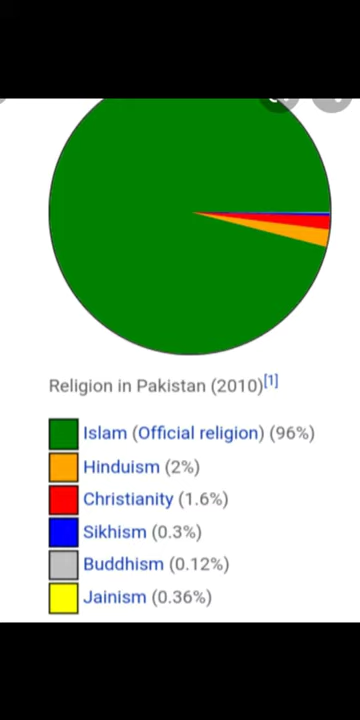 Religion in Pakistan (2010)[1]
Islam (Official religion) (96%)
Hinduism (2%)
Christianity (1.6%)
Sikhism (0.3%)
Buddhism (0.12%)
Jainism (0.36%)